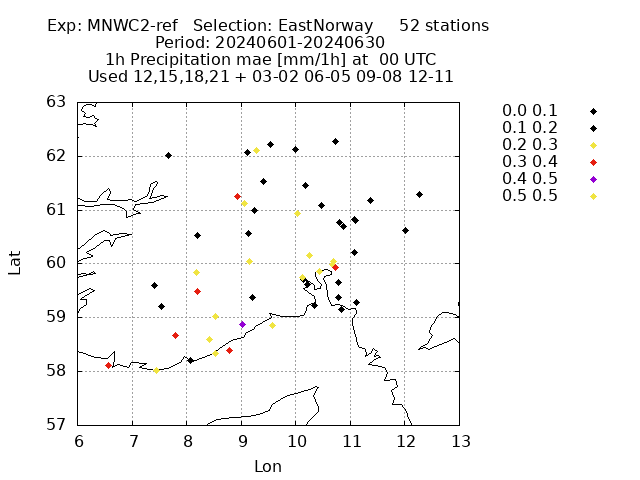 Exp: MNWC2-ref   Selection: EastNorway     52 stations
Period: 20240601-20240630
1h Precipitation mae [mm/1h] at  00 UTC
Used 12,15,18,21 + 03-02 06-05 09-08 12-11
63
62
61
60
59
58
57
Lat
6 7 8 9 10 11 12 13
Lon
0.0 0.1
0.1 0.2
0.2 0.3
0.3 0.4
0.4 0.5
0.5 0.5